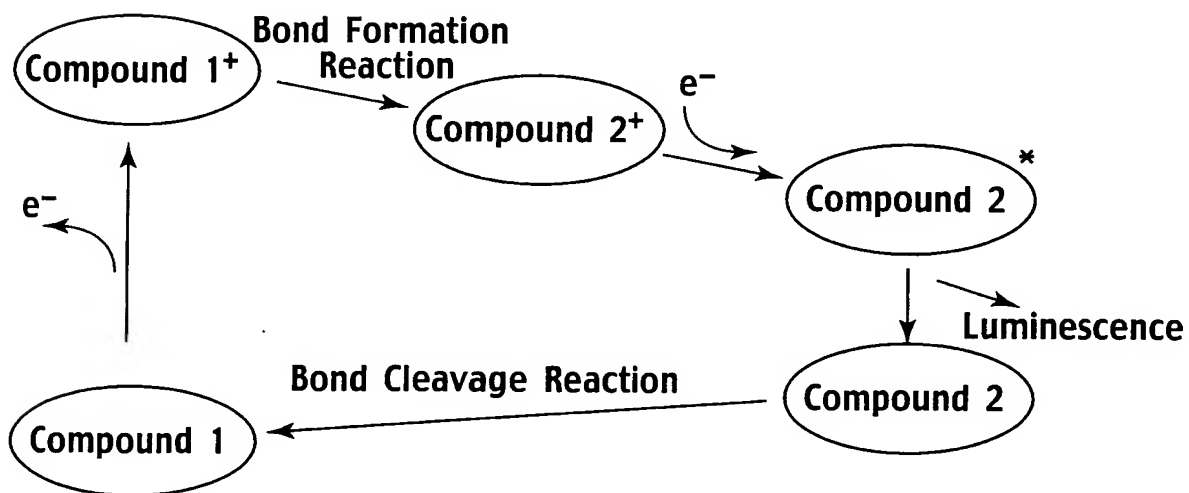 Bond Formation
Reaction
Compound 1+
e−
Compound 2+
*
Compound 2
e−
Luminescence
Bond Cleavage Reaction
Compound 2
Compound 1